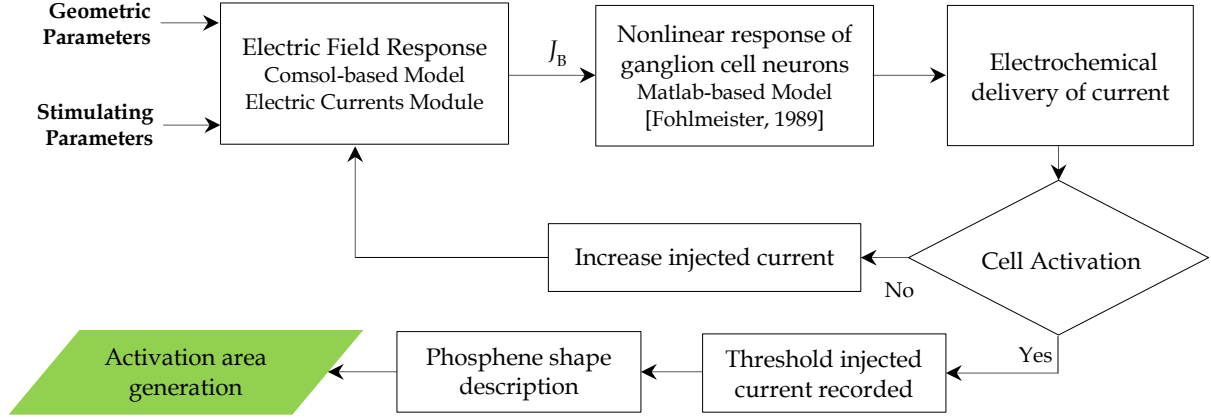 Geometric
Parameters
Stimulating
Parameters
Electric Field Response
Comsol-based Model
Electric Currents Module
J_B
Nonlinear response of
ganglion cell neurons
Matlab-based Model
[Fohlmeister, 1989]
Electrochemical
delivery of current
Cell Activation
No
Increase injected current
Yes
Threshold injected
current recorded
Phosphene shape
description
Activation area
generation